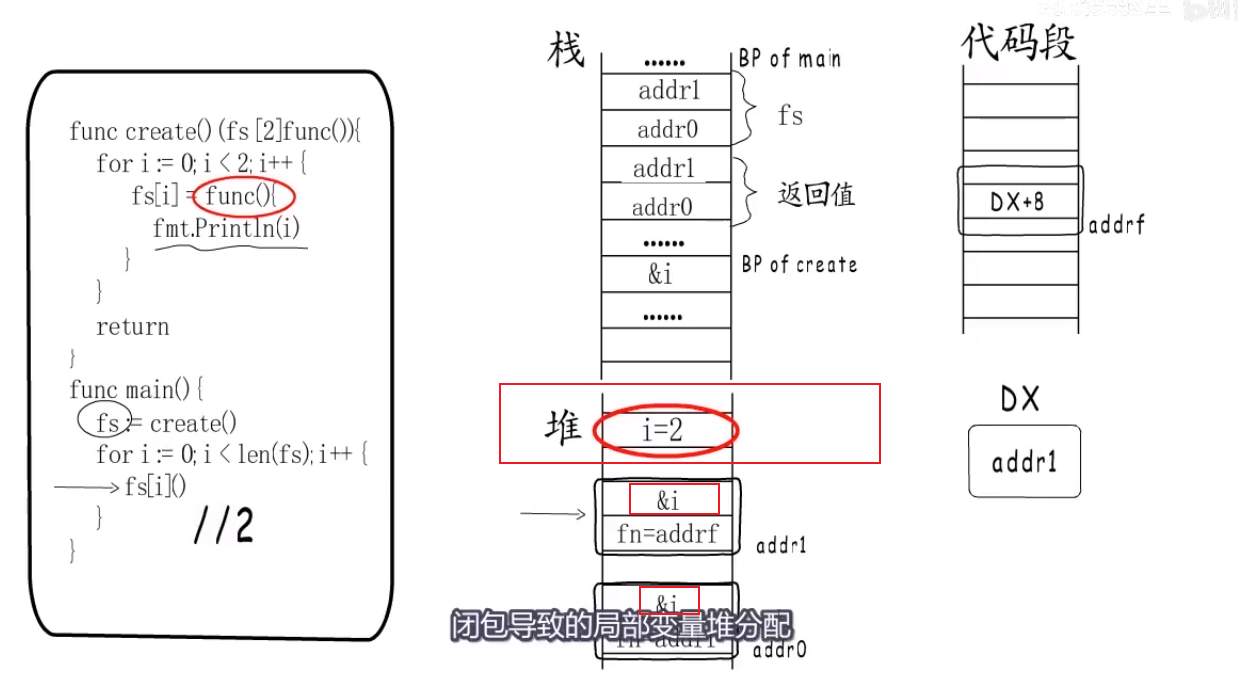 func create() (fs [2]func()){
for i := 0; i < 2; i++ {
fs[i] = func(){
fmt.Println(i)
}
}
return
}
func main() {
fs := create()
for i := 0; i < len(fs); i++ {
fs[i]()
}
}
//2
栈
......
BP of main
addr1
addr0
fs
addr1
addr0
返回值
......
BP of create
&i
......
堆
i=2
&i
fn=addrf
addr1
&i
fn=addrf
addr0
闭包导致的局部变量堆分配
代码段
DX+8
addrf
DX
addr1